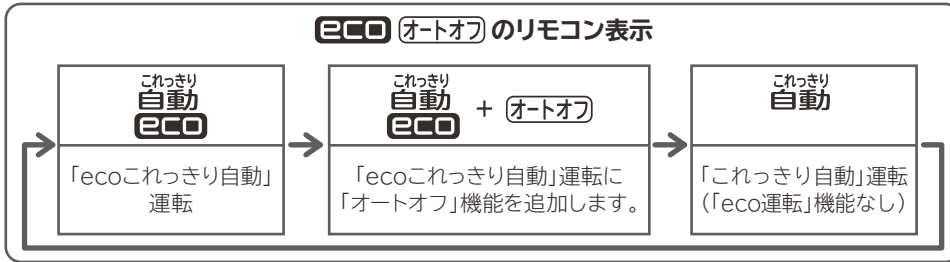 eco オートオフ のリモコン表示
これっきり
自動
eco
これっきり
自動
eco
+ オートオフ
これっきり
自動
「ecoこれっきり自動」
運転
「ecoこれっきり自動」運転に
「オートオフ」機能を追加します。
「これっきり自動」運転
(「eco運転」機能なし)